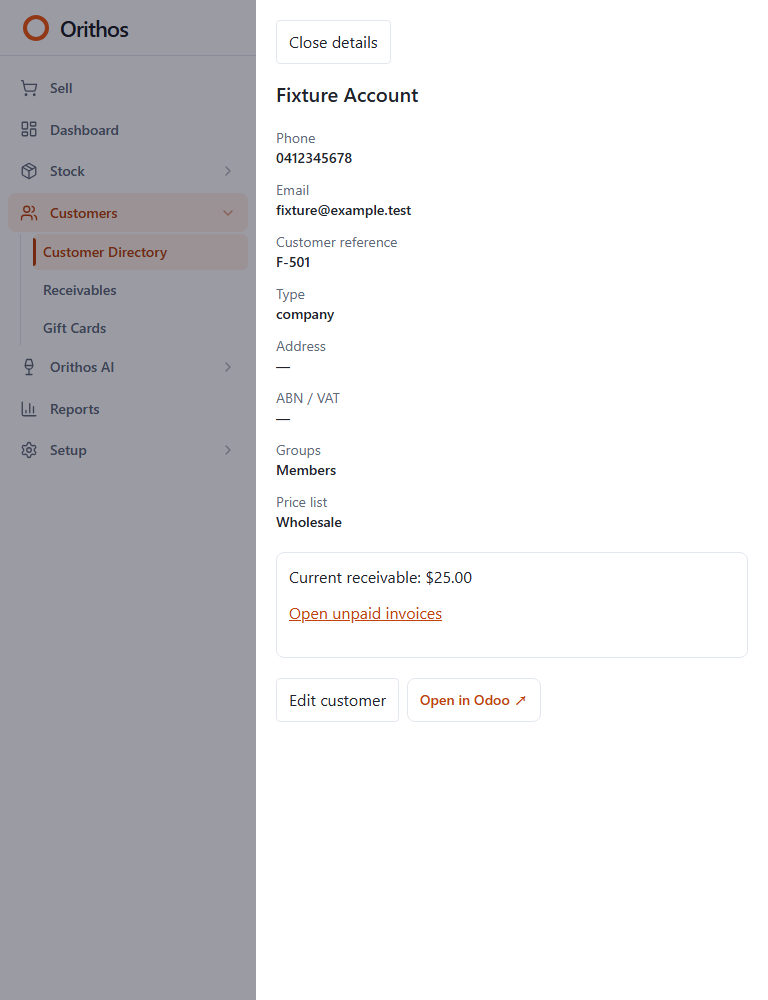 Orithos
Sell
Dashboard
Stock
Customers
Customer Directory
Receivables
Gift Cards
Orithos AI
Reports
Setup
Close details
Fixture Account
Phone
0412345678
Email
fixture@example.test
Customer reference
F-501
Type
company
Address
—
ABN / VAT
—
Groups
Members
Price list
Wholesale
Current receivable: $25.00
Open unpaid invoices
Edit customer
Open in Odoo ↗